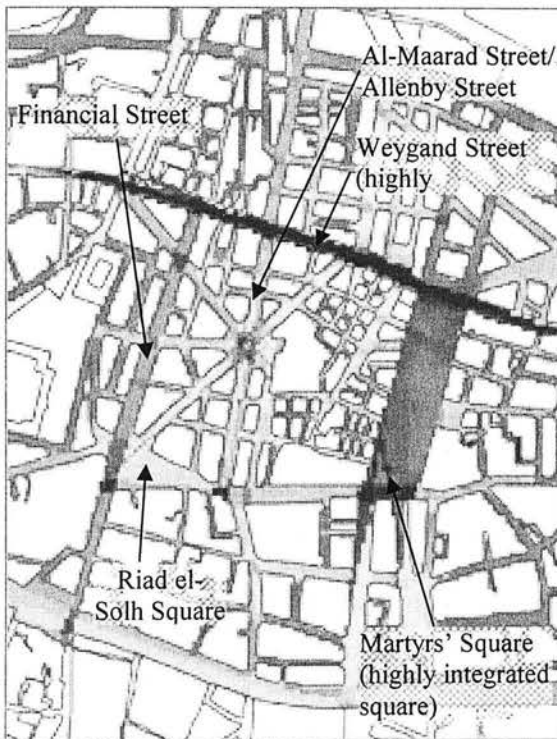 Al-Maarad Street/
Allenby Street
Financial Street
Weygand Street
(highly
Riad el-
Solh Square
Martyrs' Square
(highly integrated
square)